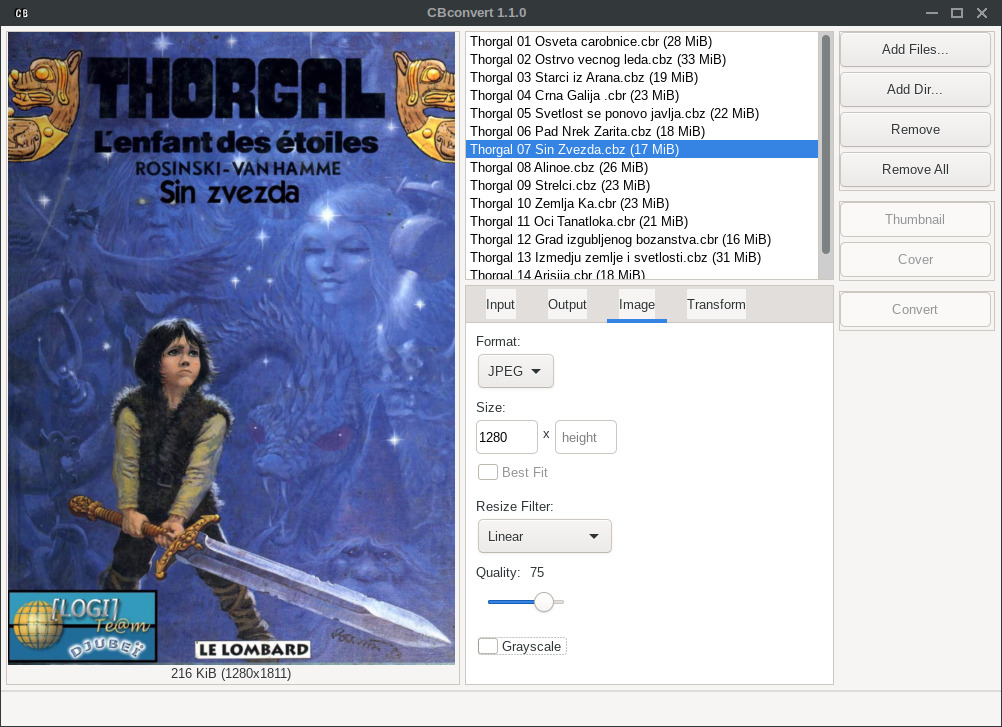 CB
CBconvert 1.1.0
THORGAL
L'enfant des étoiles
ROSINSKI-VAN HAMME
Sin zvezda
[LOGI]
Te@m
DJUBEЇ
LE LOMBARD
216 KiB (1280x1811)
Thorgal 01 Osveta carobnice.cbr (28 MiB)
Thorgal 02 Ostrvo vecnog leda.cbz (33 MiB)
Thorgal 03 Starci iz Arana.cbz (19 MiB)
Thorgal 04 Crna Galija .cbr (23 MiB)
Thorgal 05 Svetlost se ponovo javlja.cbz (22 MiB)
Thorgal 06 Pad Nrek Zarita.cbz (18 MiB)
Thorgal 07 Sin Zvezda.cbz (17 MiB)
Thorgal 08 Alinoe.cbz (26 MiB)
Thorgal 09 Strelci.cbz (23 MiB)
Thorgal 10 Zemlja Ka.cbr (23 MiB)
Thorgal 11 Oci Tanatloka.cbr (21 MiB)
Thorgal 12 Grad izgubljenog bozanstva.cbr (16 MiB)
Thorgal 13 Izmedju zemlje i svetlosti.cbz (31 MiB)
Thorgal 14 Arisija.cbr (18 MiB)
Input Output Image Transform
Format:
JPEG
Size:
1280 x height
Best Fit
Resize Filter:
Linear
Quality: 75
Grayscale
Add Files...
Add Dir...
Remove
Remove All
Thumbnail
Cover
Convert